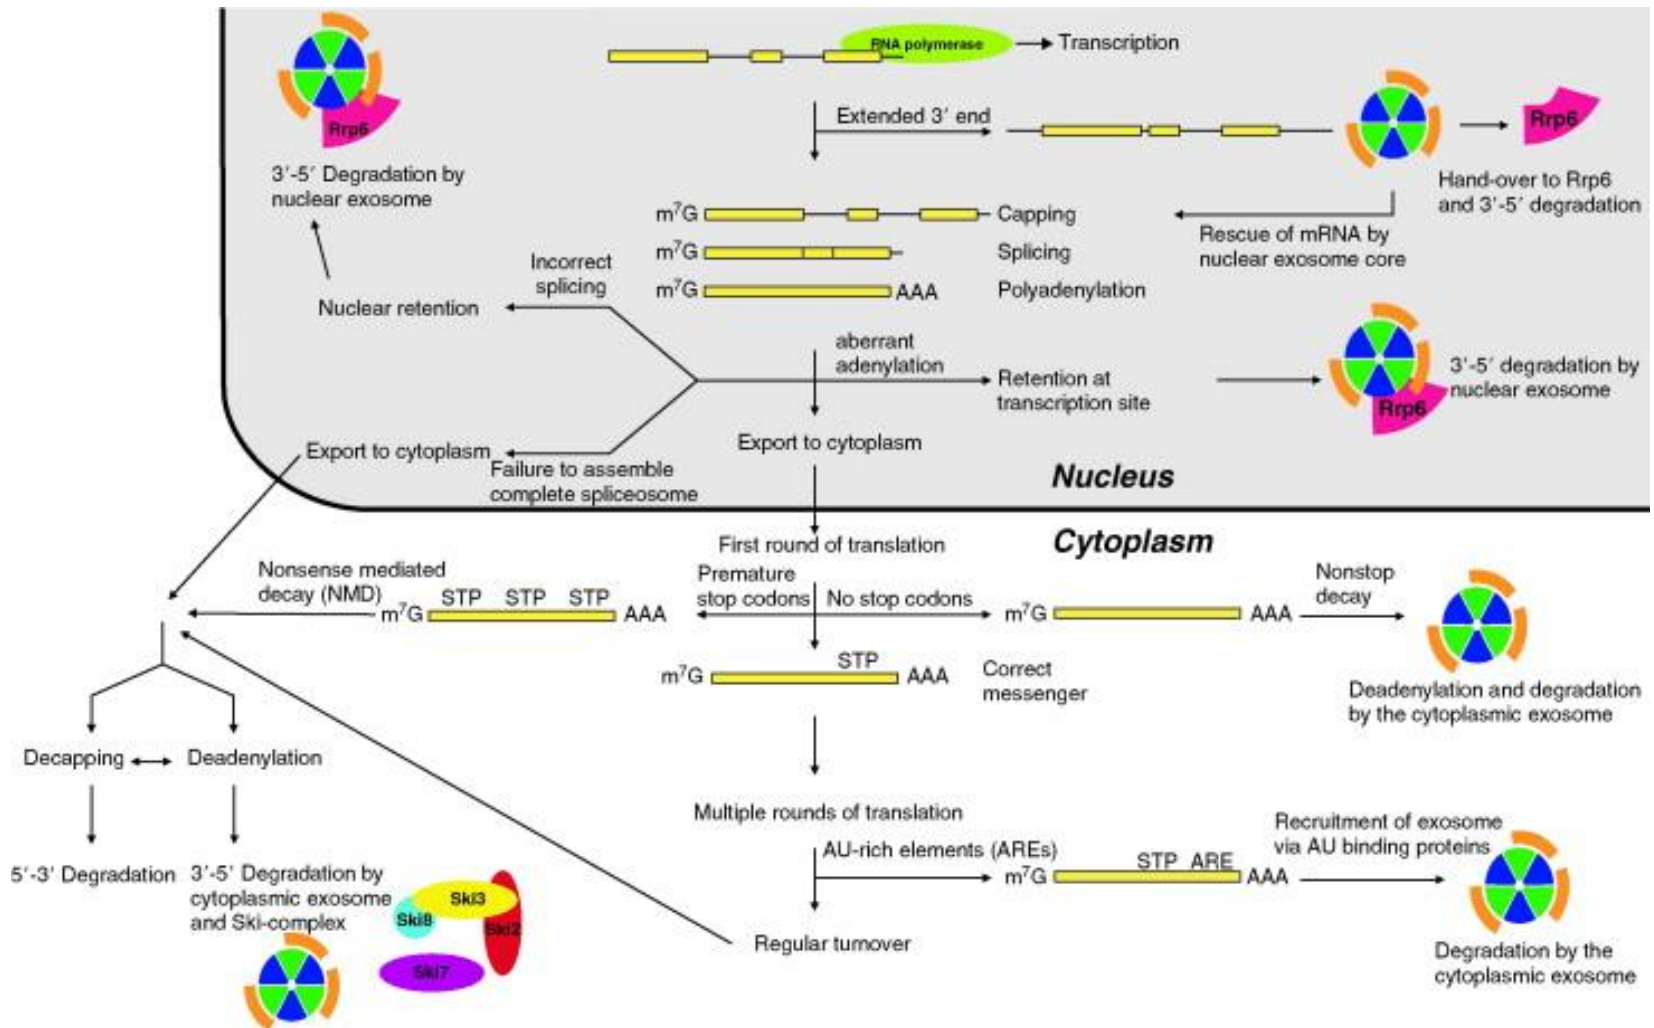 RNA polymerase
Transcription
Rrp6
3′-5′ Degradation by
nuclear exosome
Extended 3′ end
Rrp6
Hand-over to Rrp6
and 3′-5′ degradation
m⁷G
Capping
Rescue of mRNA by
nuclear exosome core
m⁷G
Splicing
Incorrect
splicing
m⁷G AAA
Polyadenylation
Nuclear retention
aberrant
adenylation
Retention at
transcription site
3′-5′ degradation by
nuclear exosome
Rrp6
Export to cytoplasm
Export to cytoplasm
Failure to assemble
complete spliceosome
Nucleus
Cytoplasm
First round of translation
Nonsense mediated
decay (NMD)
STP STP STP
m⁷G AAA
Premature
stop codons
No stop codons
m⁷G AAA
Nonstop
decay
Deadenylation and degradation
by the cytoplasmic exosome
STP
m⁷G AAA
Correct
messenger
Decapping
Deadenylation
Multiple rounds of translation
AU-rich elements (AREs)
STP ARE
m⁷G AAA
Recruitment of exosome
via AU binding proteins
Degradation by the
cytoplasmic exosome
5′-3′ Degradation
3′-5′ Degradation by
cytoplasmic exosome
and Ski-complex
Ski3
Ski8
Ski2
Ski7
Regular turnover